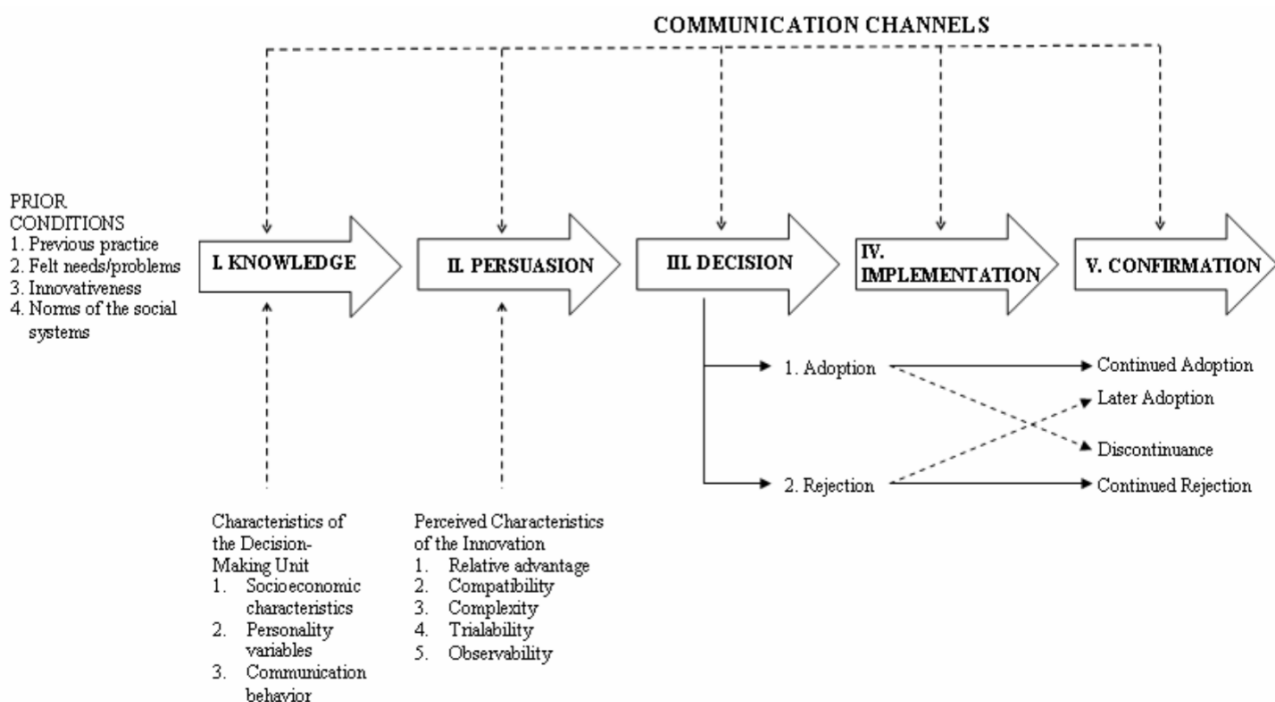 COMMUNICATION CHANNELS
PRIOR
CONDITIONS
1. Previous practice
2. Felt needs/problems
3. Innovativeness
4. Norms of the social
systems
I. KNOWLEDGE
II. PERSUASION
III. DECISION
IV.
IMPLEMENTATION
V. CONFIRMATION
1. Adoption
2. Rejection
Continued Adoption
Later Adoption
Discontinuance
Continued Rejection
Characteristics of
the Decision-
Making Unit
1. Socioeconomic
characteristics
2. Personality
variables
3. Communication
behavior
Perceived Characteristics
of the Innovation
1. Relative advantage
2. Compatibility
3. Complexity
4. Trialability
5. Observability